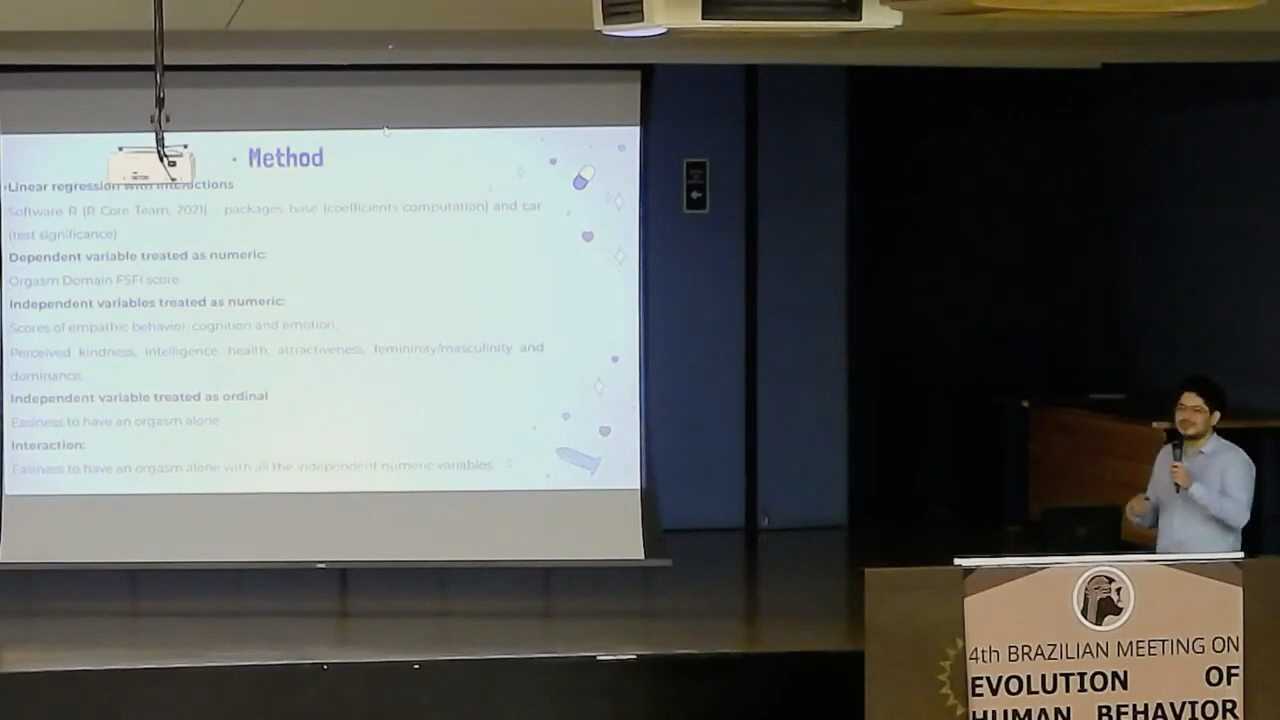 Method
Linear regression with interactions
Software R (R Core Team, 2021) - packages base (coefficients computation) and car
(test significance)
Dependent variable treated as numeric:
Orgasm Domain FSFI score
Independent variables treated as numeric:
Scores of empathic behavior, cognition and emotion.
Perceived kindness, intelligence, health, attractiveness, femininity/masculinity and
dominance.
Independent variable treated as ordinal
Easiness to have an orgasm alone
Interaction:
Easiness to have an orgasm alone with all the independent numeric variables.
4th BRAZILIAN MEETING ON
EVOLUTION OF
HUMAN BEHAVIOR